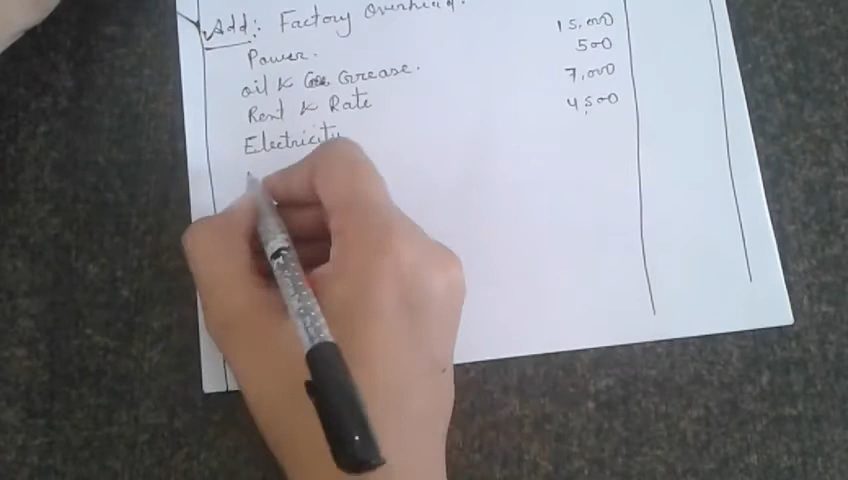 Add: Factory Overhead.
Power. 15,000
oil & Grease. 500
Rent & Rate 7,000
Electricity 4,500